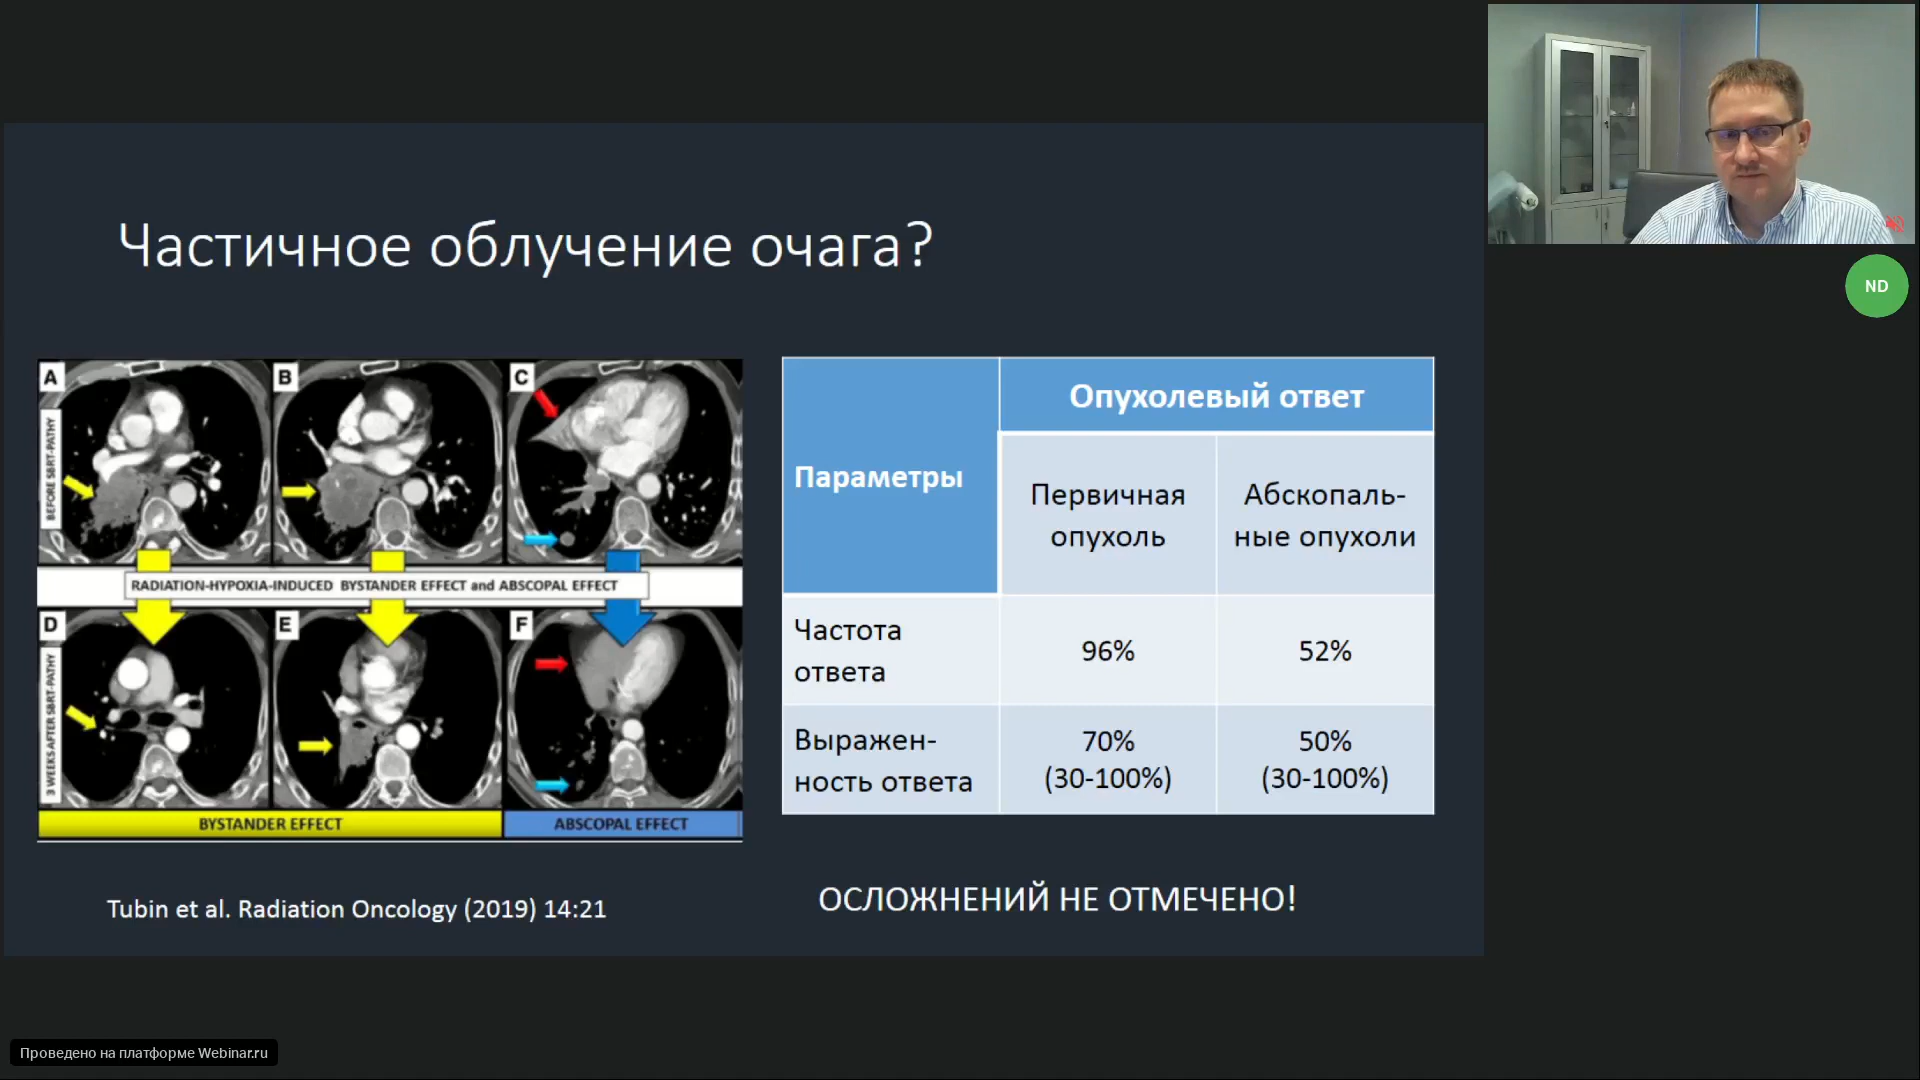 ND
Частичное облучение очага?
A
B
C
BEFORE SBRT-PATHY
RADIATION-HYPOXIA-INDUCED BYSTANDER EFFECT and ABSCOPAL EFFECT
D
E
F
3 WEEKS AFTER SBRT-PATHY
BYSTANDER EFFECT
ABSCOPAL EFFECT
Параметры
Опухолевый ответ
Первичная
опухоль
Абскопаль-
ные опухоли
Частота
ответа
96%
52%
Выражен-
ность ответа
70%
(30-100%)
50%
(30-100%)
Tubin et al. Radiation Oncology (2019) 14:21
ОСЛОЖНЕНИЙ НЕ ОТМЕЧЕНО!
Проведено на платформе Webinar.ru